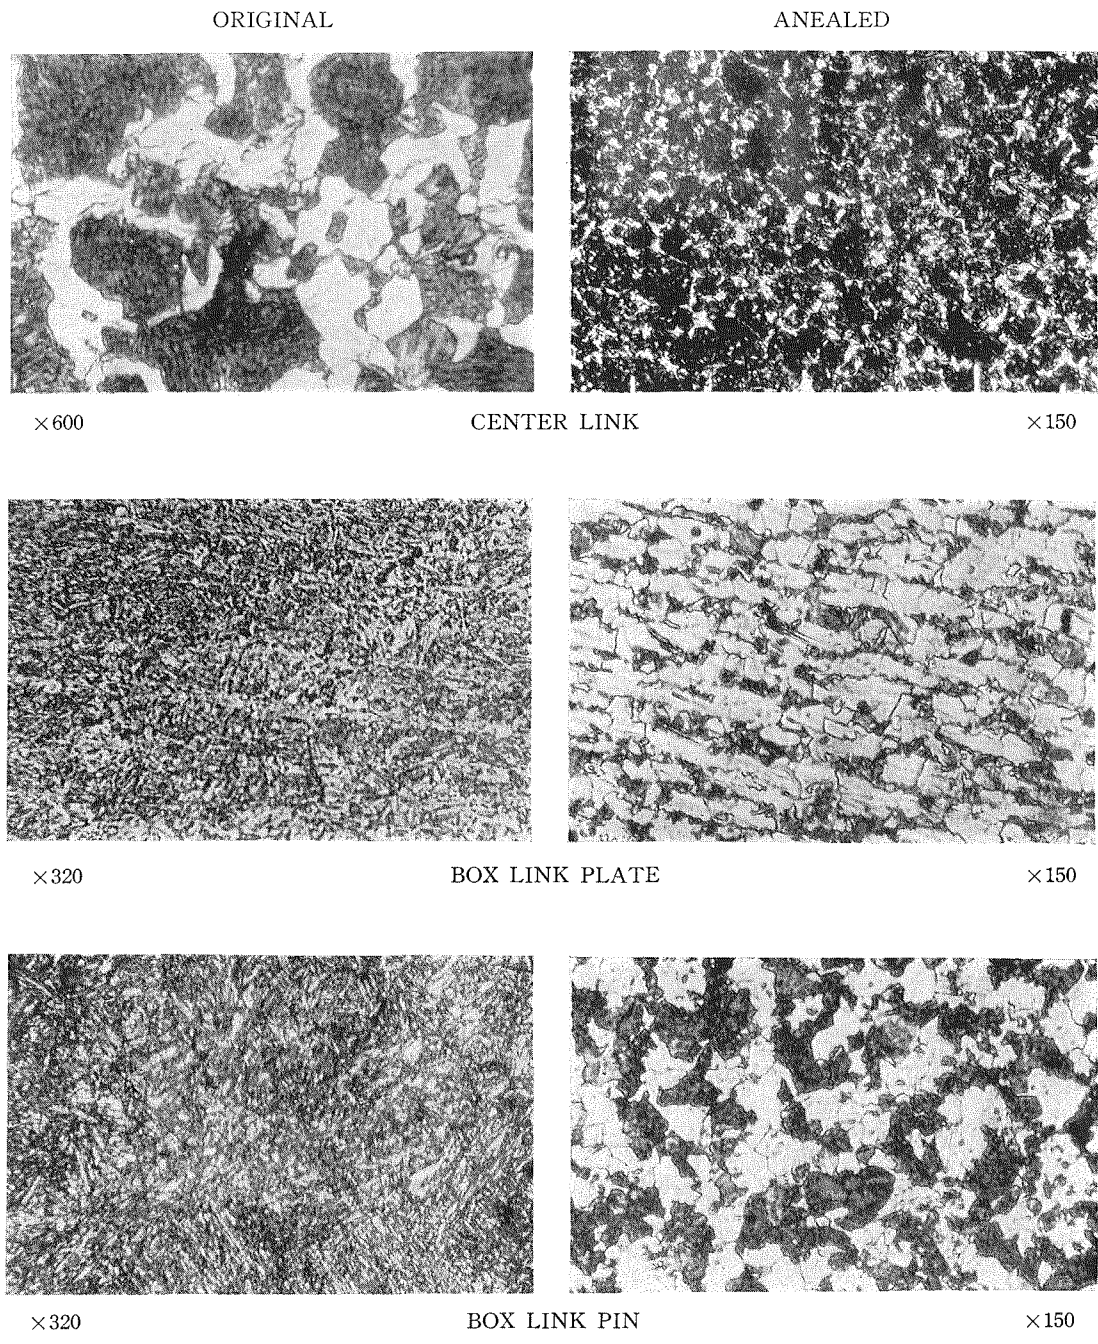 ORIGINAL ANEALED
×600 CENTER LINK ×150
×320 BOX LINK PLATE ×150
×320 BOX LINK PIN ×150